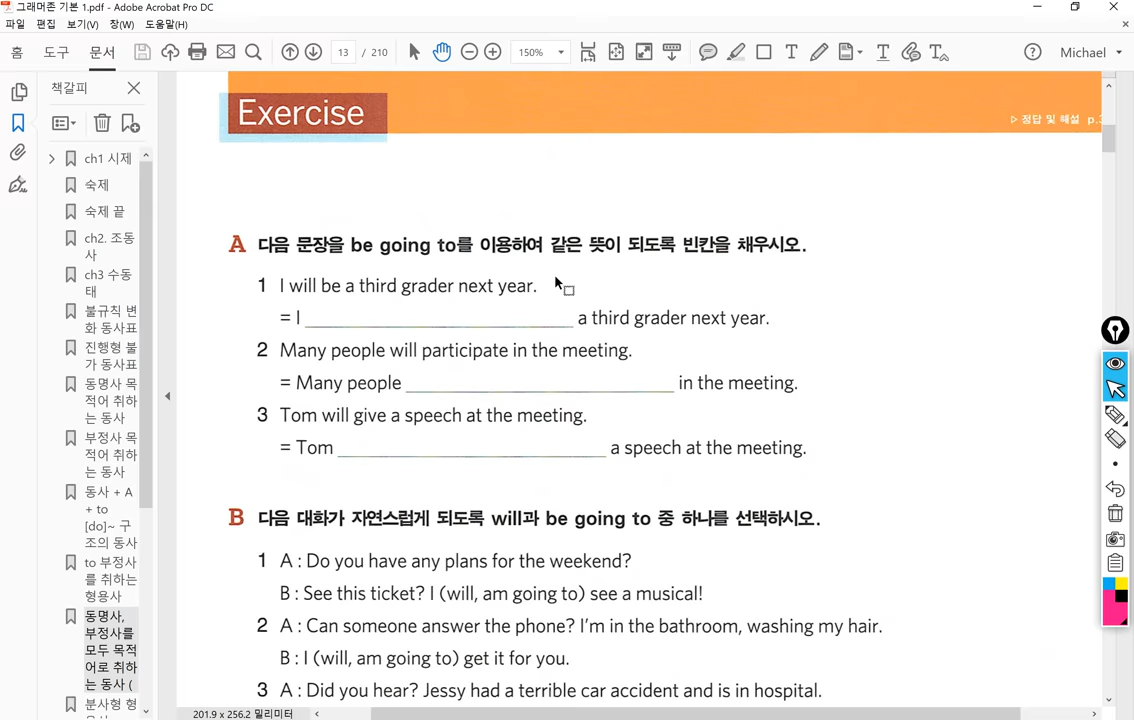 그래머존 기본 1.pdf - Adobe Acrobat Pro DC
파일 편집 보기(V) 창(W) 도움말(H)
홈 도구 문서 13 / 210 150% Michael
책갈피
ch1 시제
숙제
숙제 끝
ch2. 조동
사
ch3 수동
태
불규칙 변
화 동사표
진행형 불
가 동사표
동명사 목
적어 취하
는 동사
부정사 목
적어 취하
는 동사
동사 + A
+ to
[do]~ 구
조의 동사
to 부정사
를 취하는
형용사
동명사,
부정사를
모두 목적
어로 취하
는 동사 (
분사형 형
Exercise
▷ 정답 및 해설 p.
A 다음 문장을 be going to를 이용하여 같은 뜻이 되도록 빈칸을 채우시오.
1 I will be a third grader next year.
= I ____________ a third grader next year.
2 Many people will participate in the meeting.
= Many people ____________ in the meeting.
3 Tom will give a speech at the meeting.
= Tom ____________ a speech at the meeting.
B 다음 대화가 자연스럽게 되도록 will과 be going to 중 하나를 선택하시오.
1 A : Do you have any plans for the weekend?
B : See this ticket? I (will, am going to) see a musical!
2 A : Can someone answer the phone? I'm in the bathroom, washing my hair.
B : I (will, am going to) get it for you.
3 A : Did you hear? Jessy had a terrible car accident and is in hospital.
201.9 x 256.2 밀리미터